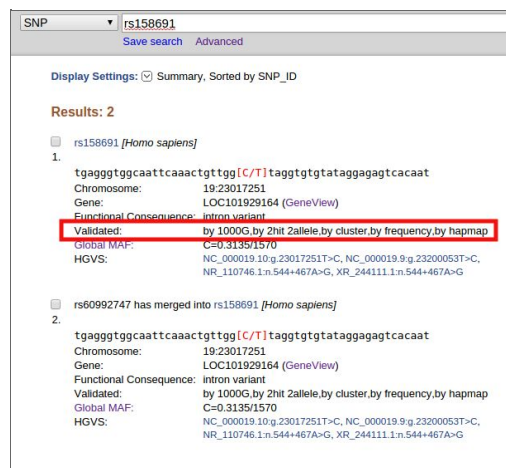 SNP rs158691
Save search Advanced
Display Settings: Summary, Sorted by SNP_ID
Results: 2
rs158691 [Homo sapiens]
1.
tgagggtggcaattcaaactgttgg[C/T]taggtgtgtataggagagtcacaat
Chromosome: 19:23017251
Gene: LOC101929164 (GeneView)
Functional Consequence: intron variant
Validated: by 1000G,by 2hit 2allele,by cluster,by frequency,by hapmap
Global MAF: C=0.3135/1570
HGVS: NC_000019.10:g.23017251T>C, NC_000019.9:g.23200053T>C,
NR_110746.1:n.544+467A>G, XR_244111.1:n.544+467A>G
rs60992747 has merged into rs158691 [Homo sapiens]
2.
tgagggtggcaattcaaactgttgg[C/T]taggtgtgtataggagagtcacaat
Chromosome: 19:23017251
Gene: LOC101929164 (GeneView)
Functional Consequence: intron variant
Validated: by 1000G,by 2hit 2allele,by cluster,by frequency,by hapmap
Global MAF: C=0.3135/1570
HGVS: NC_000019.10:g.23017251T>C, NC_000019.9:g.23200053T>C,
NR_110746.1:n.544+467A>G, XR_244111.1:n.544+467A>G